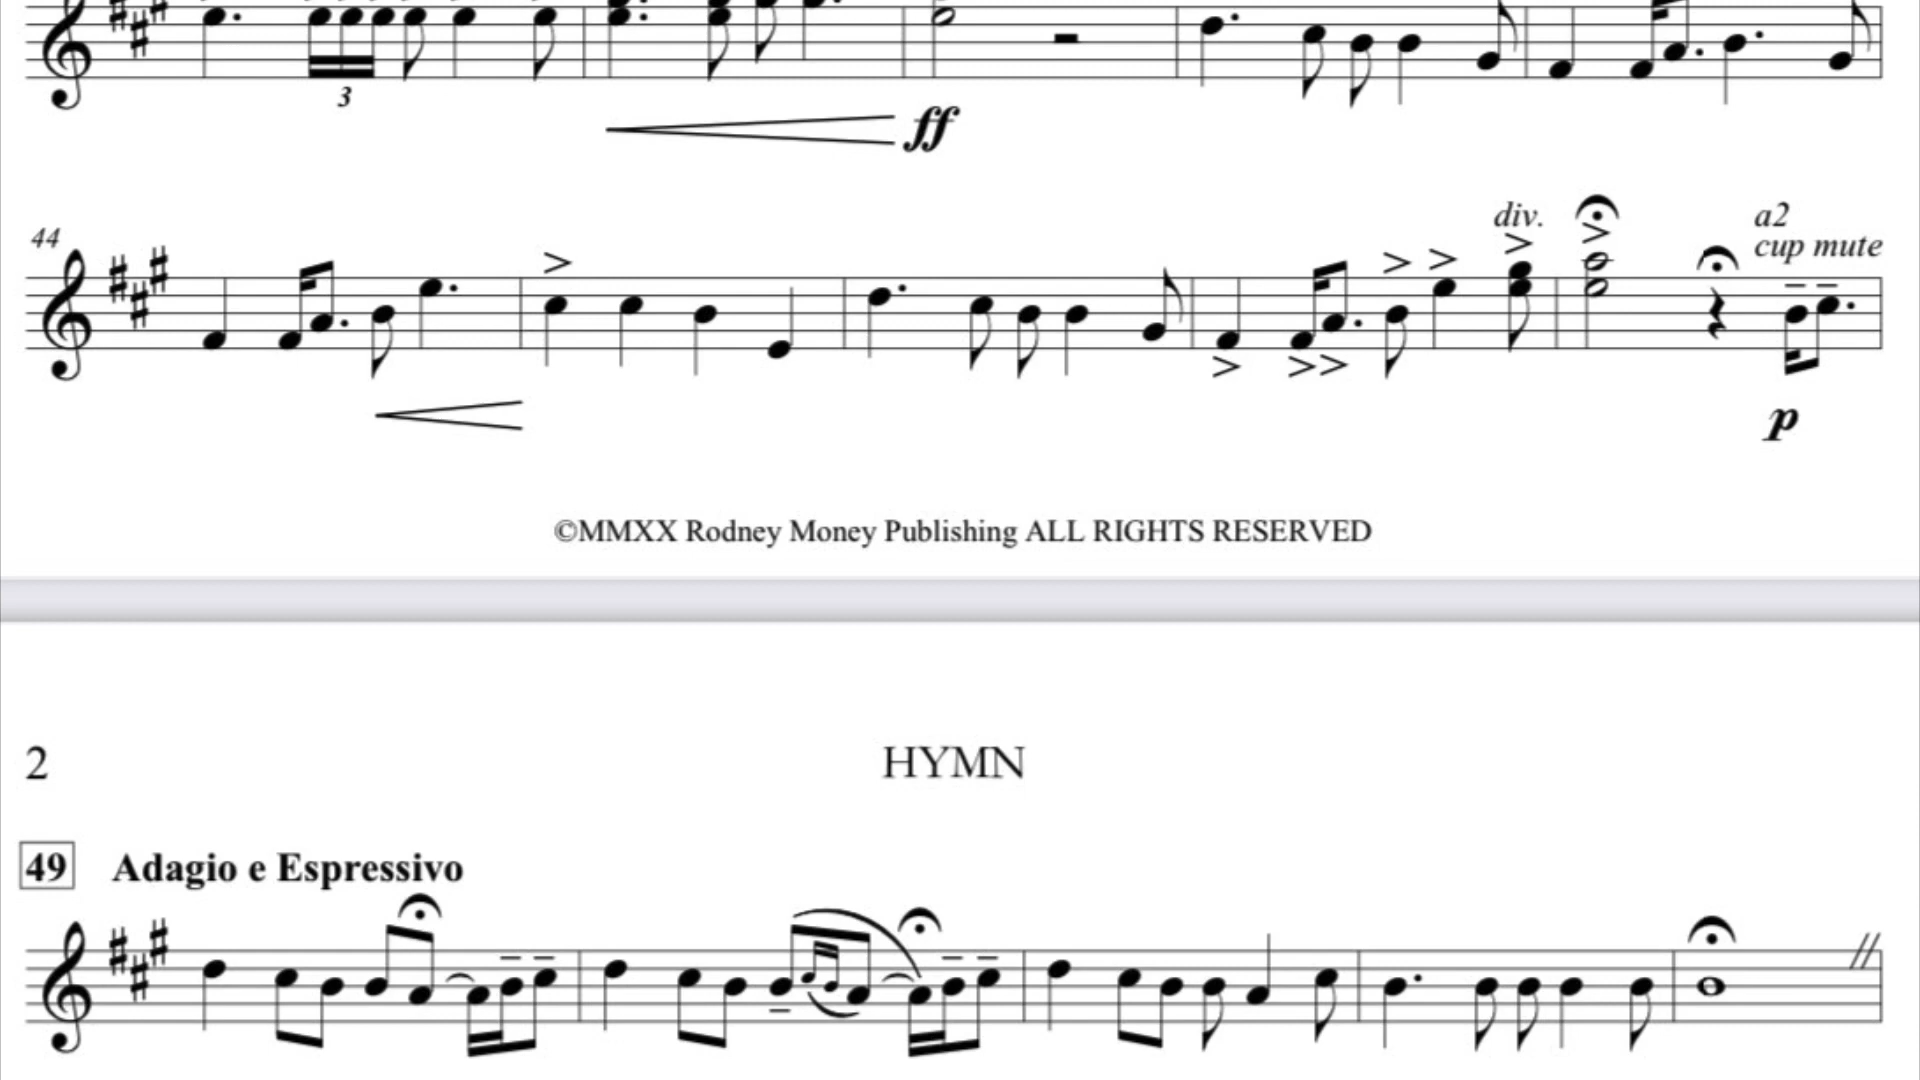 3
ff
div.
a2
44
cup mute
p
©MMXX Rodney Money Publishing ALL RIGHTS RESERVED
2
HYMN
49 Adagio e Espressivo